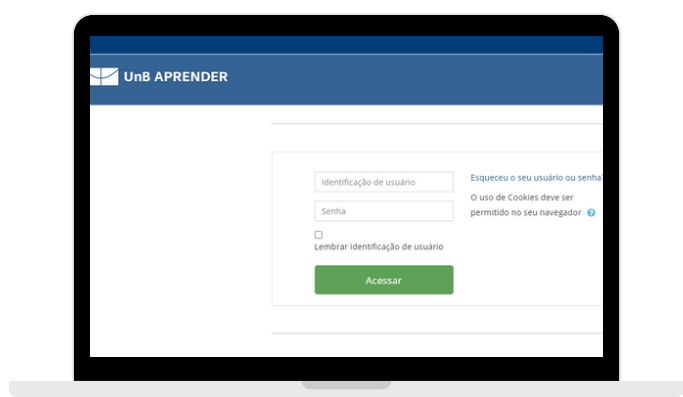 UnB APRENDER
Identificação de usuário
Senha
Lembrar identificação de usuário
Acessar
Esqueceu o seu usuário ou senha?
O uso de Cookies deve ser
permitido no seu navegador